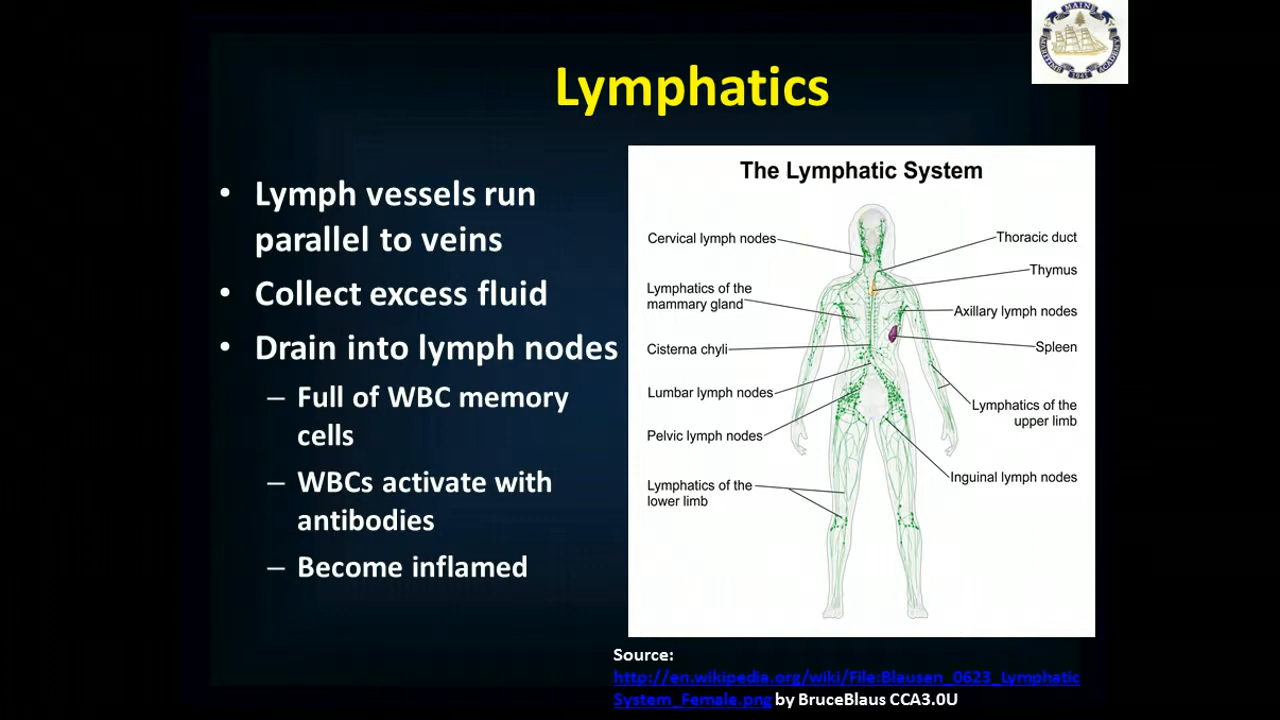 MAINE
MARITIME ACADEMY
1941
Lymphatics
• Lymph vessels run
parallel to veins
• Collect excess fluid
• Drain into lymph nodes
– Full of WBC memory
cells
– WBCs activate with
antibodies
– Become inflamed
The Lymphatic System
Cervical lymph nodes
Lymphatics of the
mammary gland
Cisterna chyli
Lumbar lymph nodes
Pelvic lymph nodes
Lymphatics of the
lower limb
Thoracic duct
Thymus
Axillary lymph nodes
Spleen
Lymphatics of the
upper limb
Inguinal lymph nodes
Source:
http://en.wikipedia.org/wiki/File:Blausen_0623_Lymphatic
System_Female.png by BruceBlaus CCA3.0U